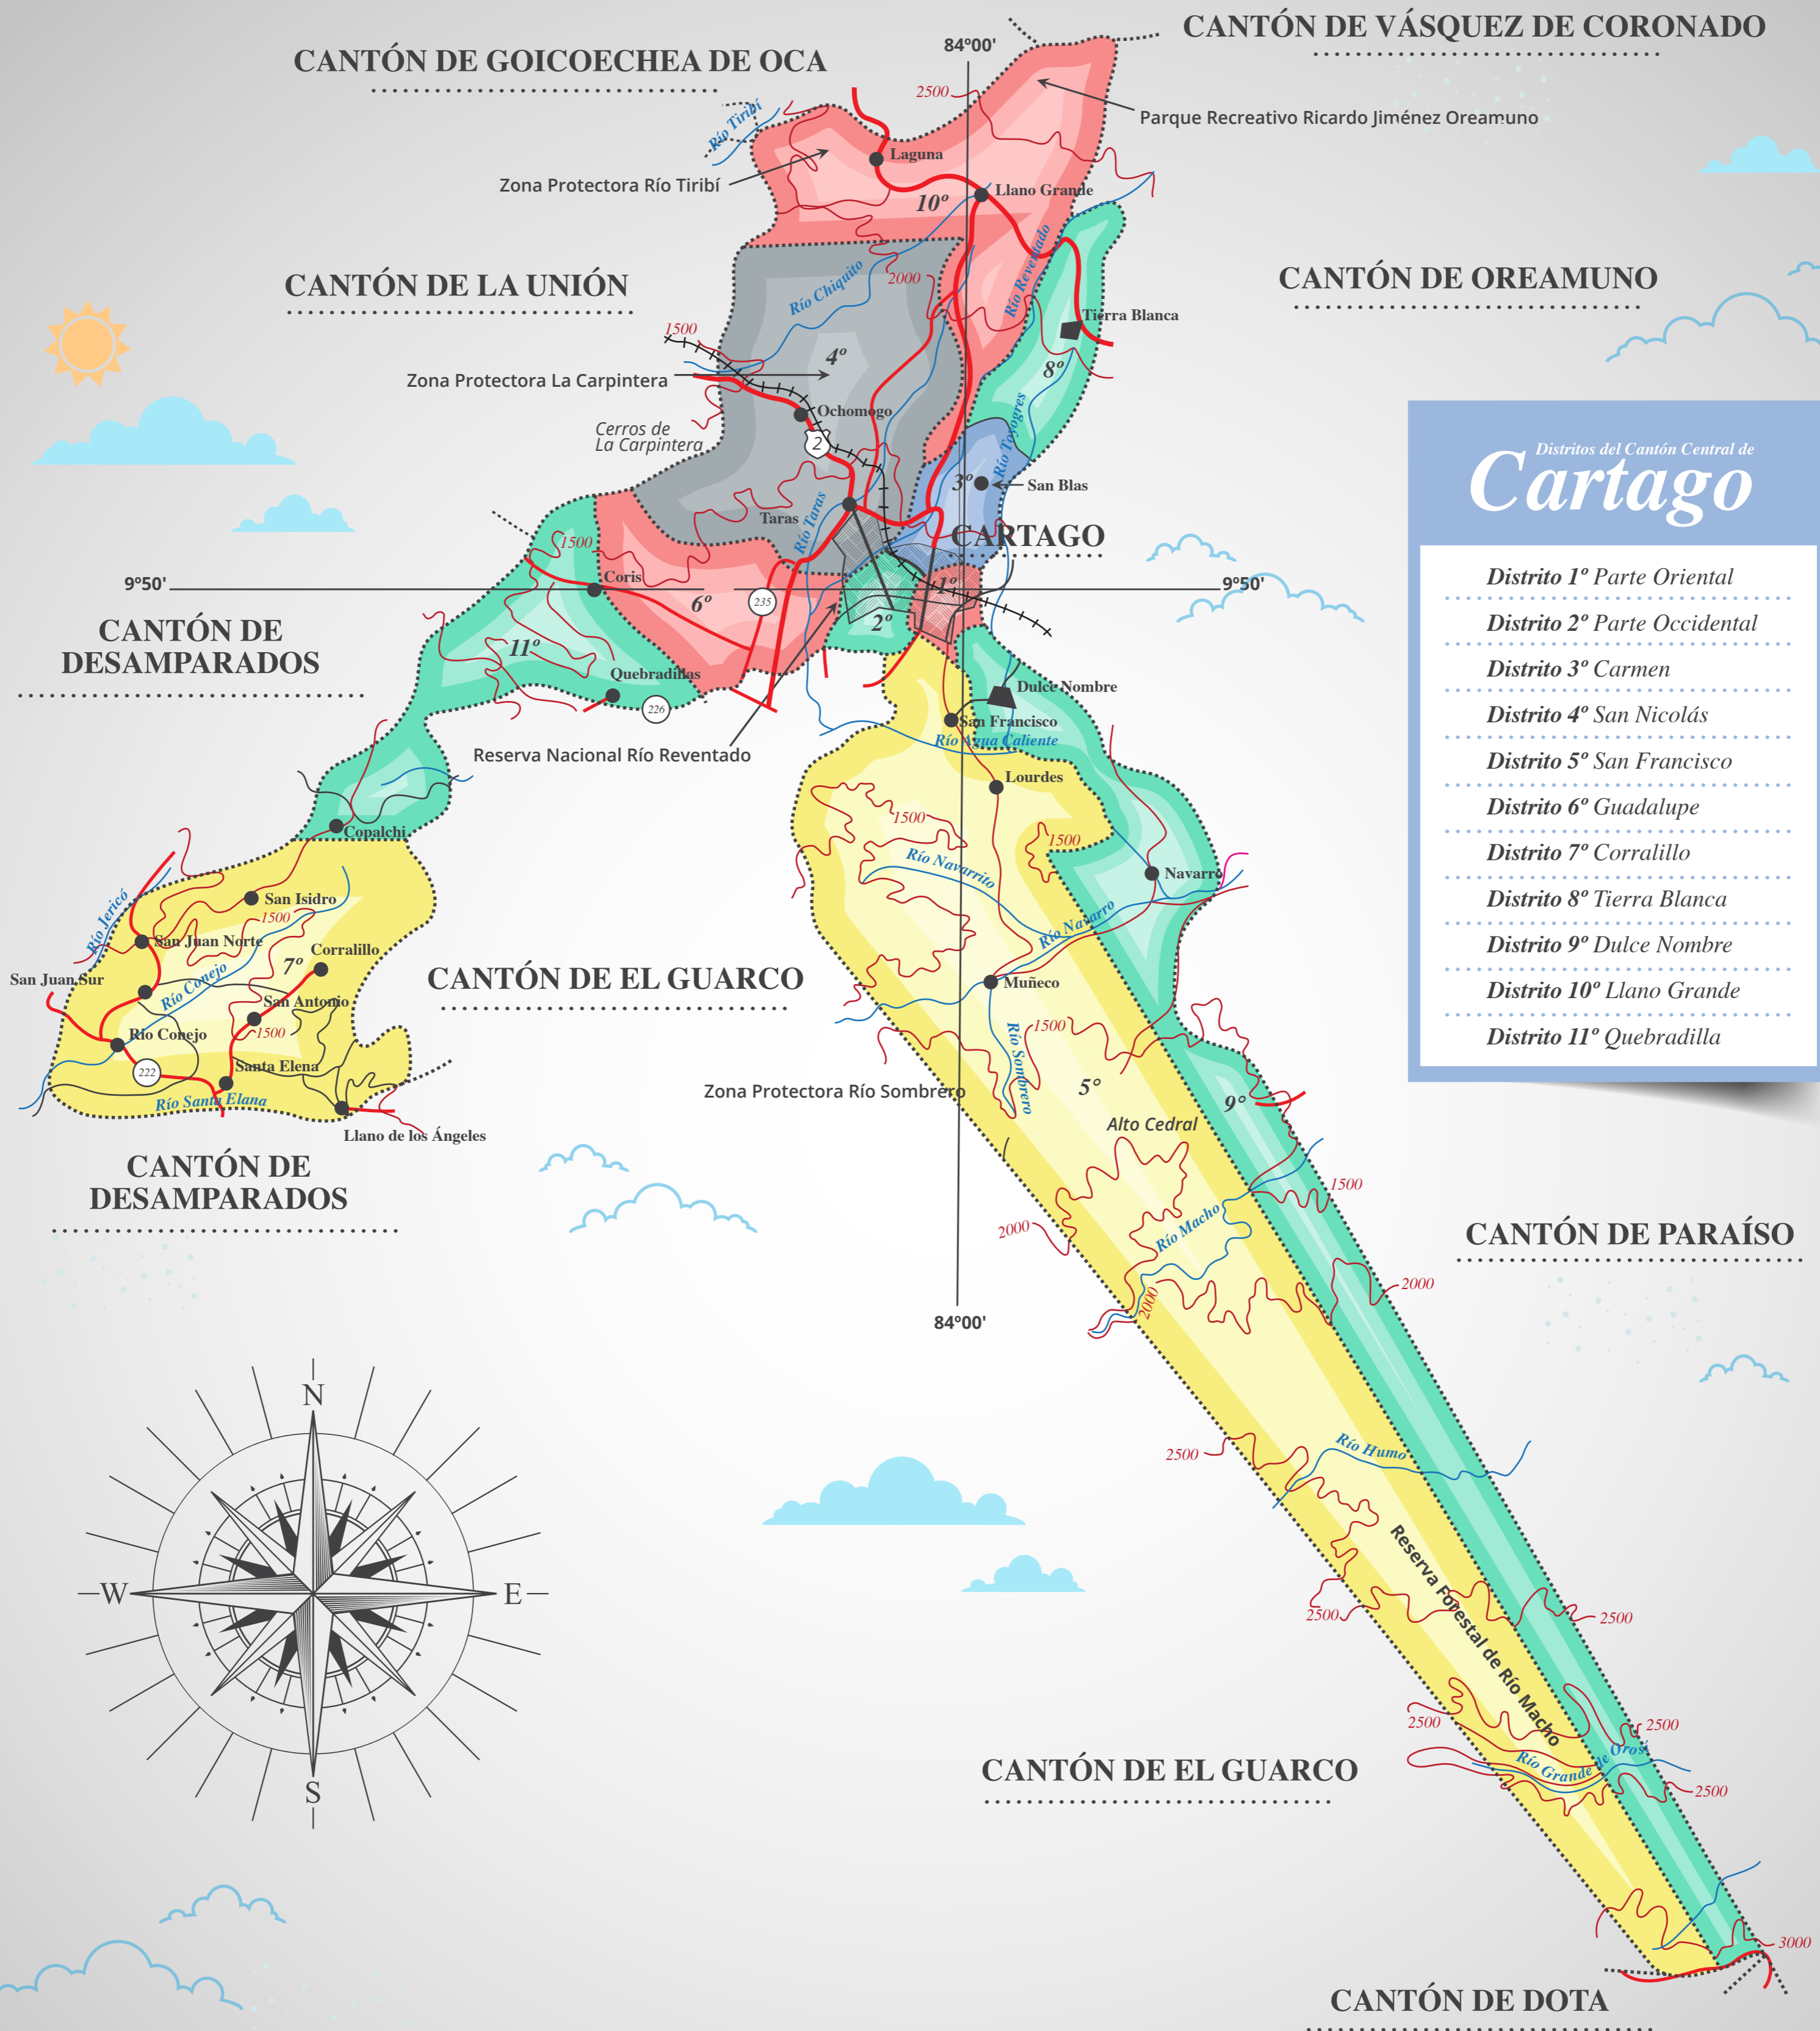 CANTÓN DE VÁSQUEZ DE CORONADO
84º00'
CANTÓN DE GOICOECHEA DE OCA
2500
Parque Recreativo Ricardo Jiménez Oreamuno
Río Tiribí
Laguna
Zona Protectora Río Tiribí
Llano Grande
10º
Río Reventado
CANTÓN DE LA UNIÓN
Río Chiquito
2000
CANTÓN DE OREAMUNO
Tierra Blanca
1500
4º
8º
Zona Protectora La Carpintera
Ochomogo
Cerros de
La Carpintera
2
Río Toyogres
3º
San Blas
Taras
Río Taras
CARTAGO
1500
9º50'
Coris
6º
235
1º
9º50'
2º
CANTÓN DE
DESAMPARADOS
11º
Quebradillas
226
Dulce Nombre
San Francisco
Río Agua Caliente
Reserva Nacional Río Reventado
Lourdes
Copalchi
1500
1500
Río Navarrito
Navarro
San Isidro
Río Jericó
1500
San Juan Norte
Corralillo
7º
Río Navarro
San Juan Sur
Río Conejo
CANTÓN DE EL GUARCO
Muñeco
San Antonio
1500
Río Conejo
222
Santa Elena
Río Santa Elana
Llano de los Ángeles
1500
Río Sombrero
Zona Protectora Río Sombrero
5°
9°
Alto Cedral
CANTÓN DE
DESAMPARADOS
1500
2000
Río Macho
CANTÓN DE PARAÍSO
2000
2000
84º00'
2500
Río Humo
Reserva Forestal de Río Macho
2500
2500
2500
2500
Río Grande de Orosi
2500
CANTÓN DE EL GUARCO
3000
CANTÓN DE DOTA
N
W
E
S
Distritos del Cantón Central de
Cartago
Distrito 1º Parte Oriental
Distrito 2º Parte Occidental
Distrito 3º Carmen
Distrito 4º San Nicolás
Distrito 5º San Francisco
Distrito 6º Guadalupe
Distrito 7º Corralillo
Distrito 8º Tierra Blanca
Distrito 9º Dulce Nombre
Distrito 10º Llano Grande
Distrito 11º Quebradilla